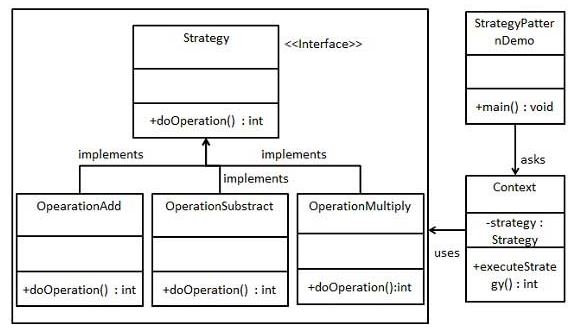 Strategy
<<Interface>>
+doOperation() : int
implements
implements
implements
OpearationAdd
+doOperation() : int
OperationSubstract
+doOperation() : int
OperationMultiply
+doOperation():int
StrategyPatter
nDemo
+main() : void
asks
Context
-strategy :
Strategy
+executeStrate
gy() : int
uses